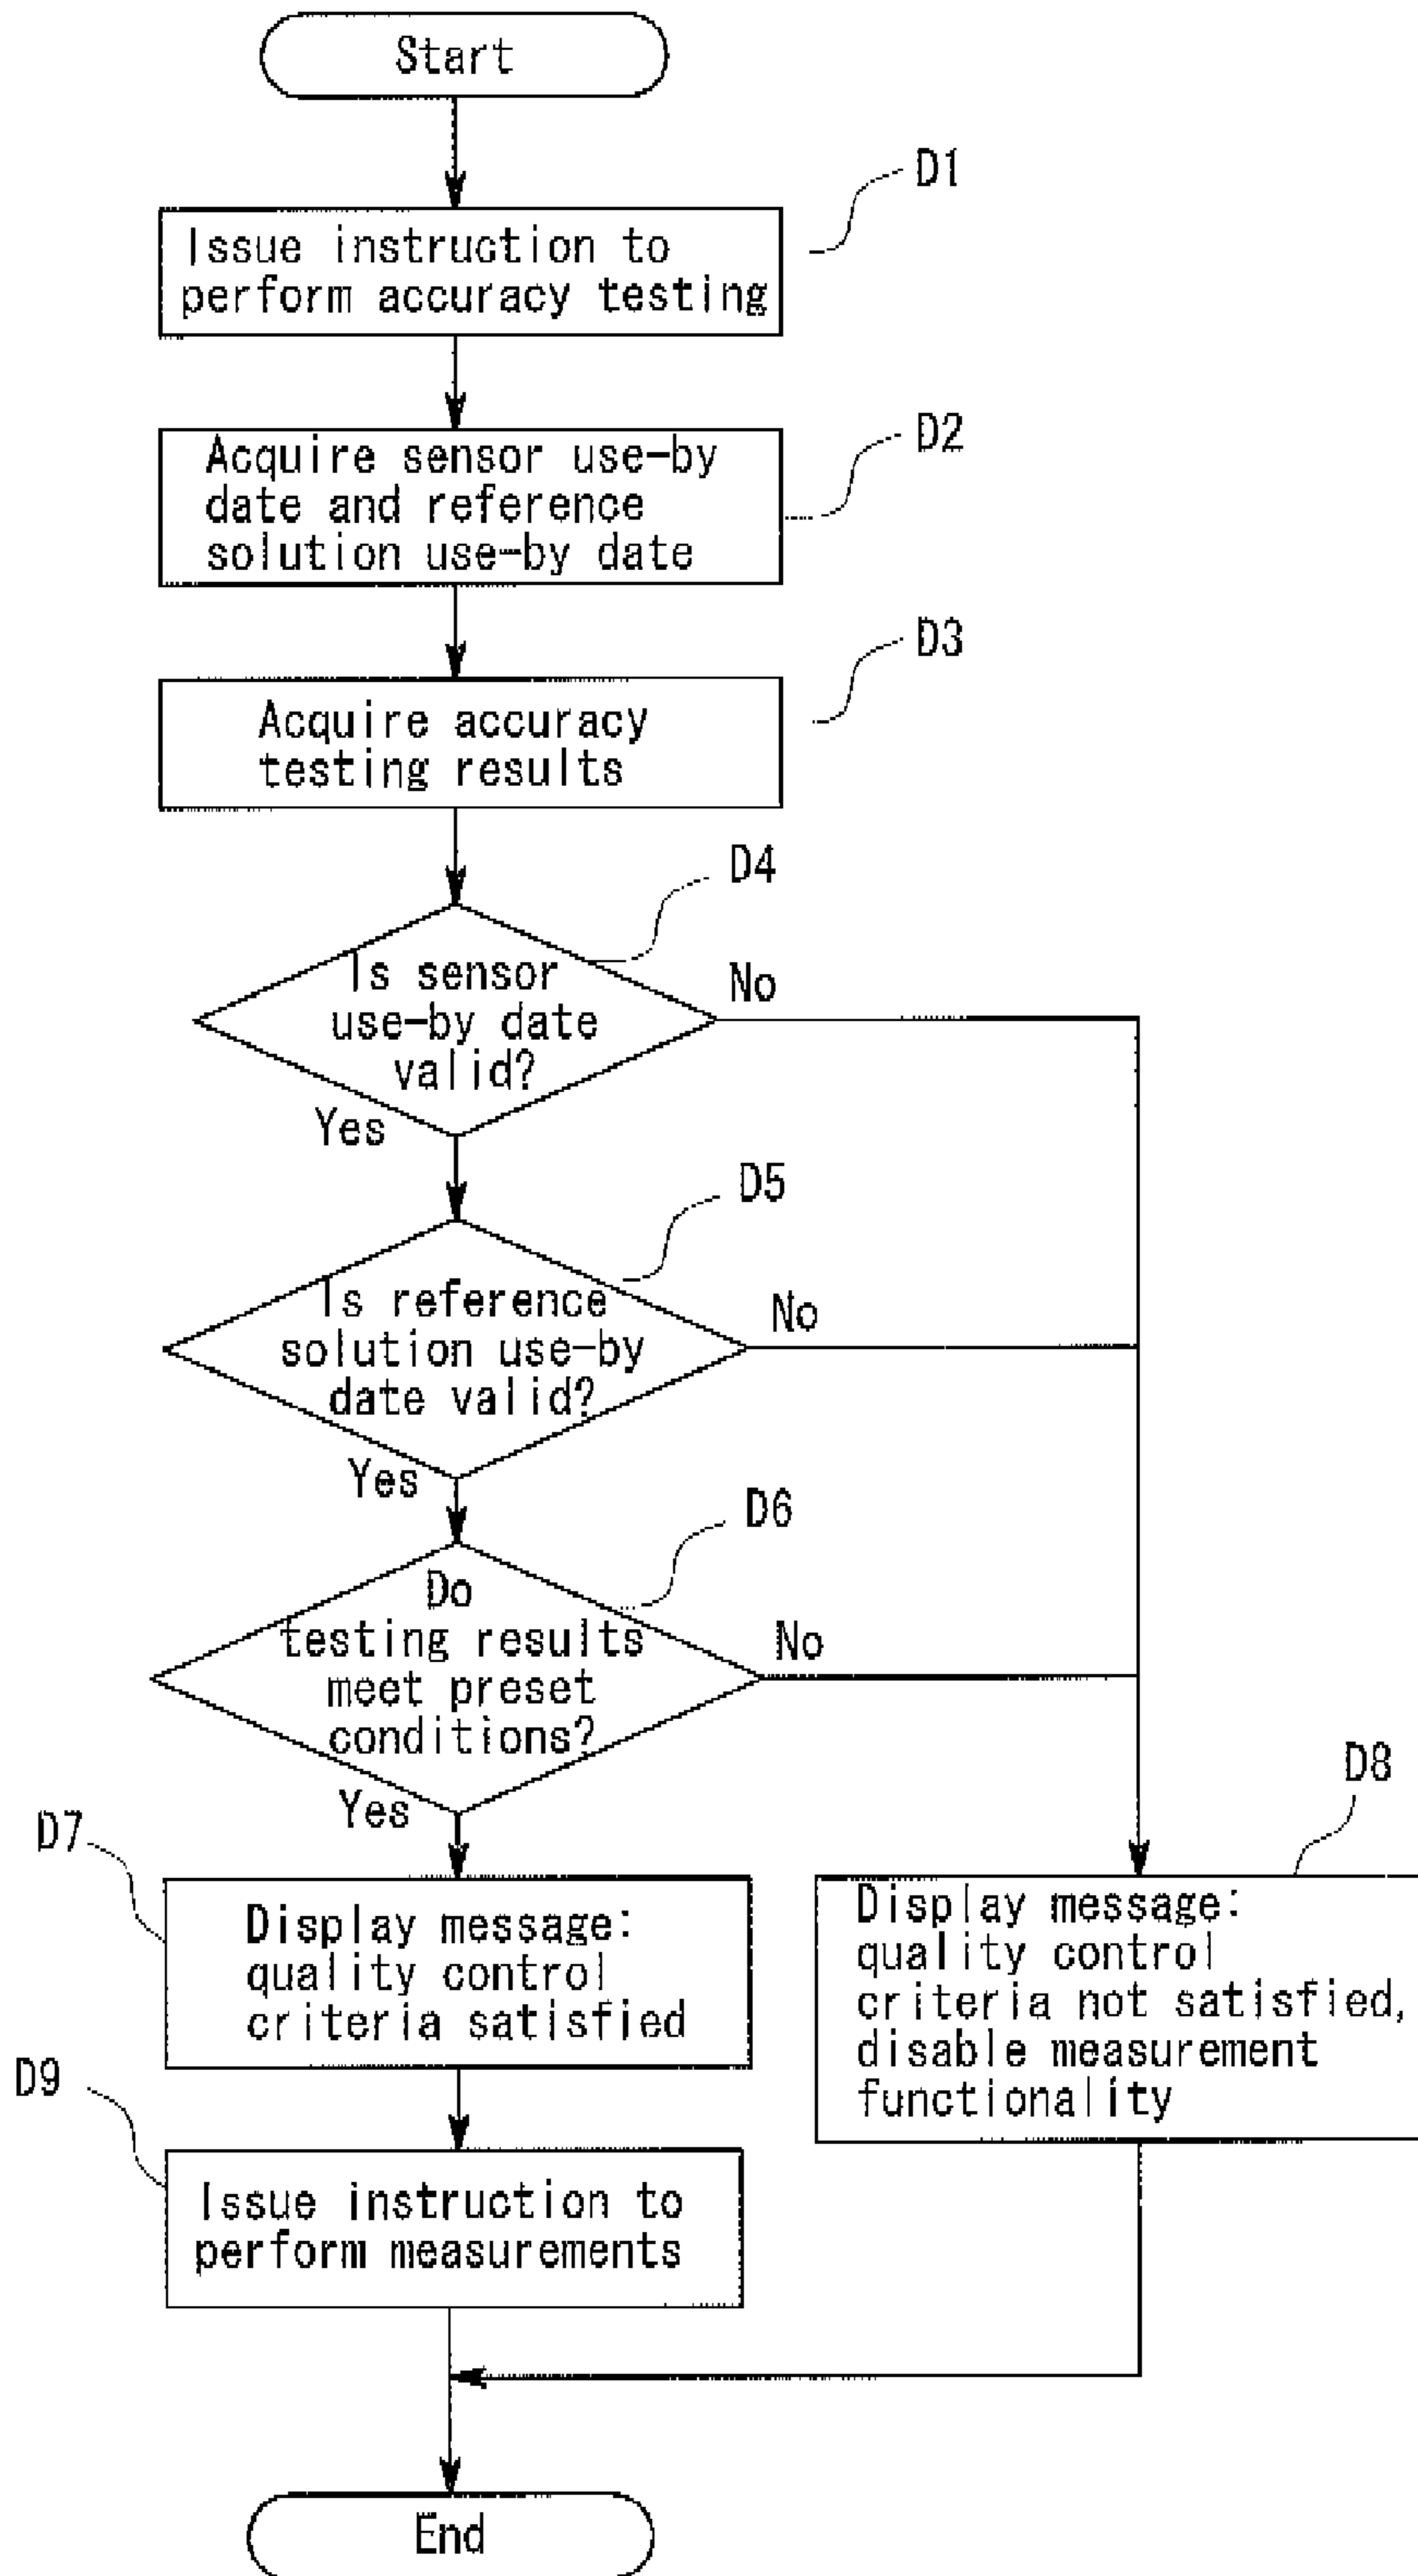 Start
D1
Issue instruction to
perform accuracy testing
D2
Acquire sensor use-by
date and reference
solution use-by date
D3
Acquire accuracy
testing results
D4
Is sensor
use-by date
valid?
No
Yes
D5
Is reference
solution use-by
date valid?
No
Yes
D6
Do
testing results
meet preset
conditions?
No
Yes
D7
Display message:
quality control
criteria satisfied
D8
Display message:
quality control
criteria not satisfied,
disable measurement
functionality
D9
Issue instruction to
perform measurements
End